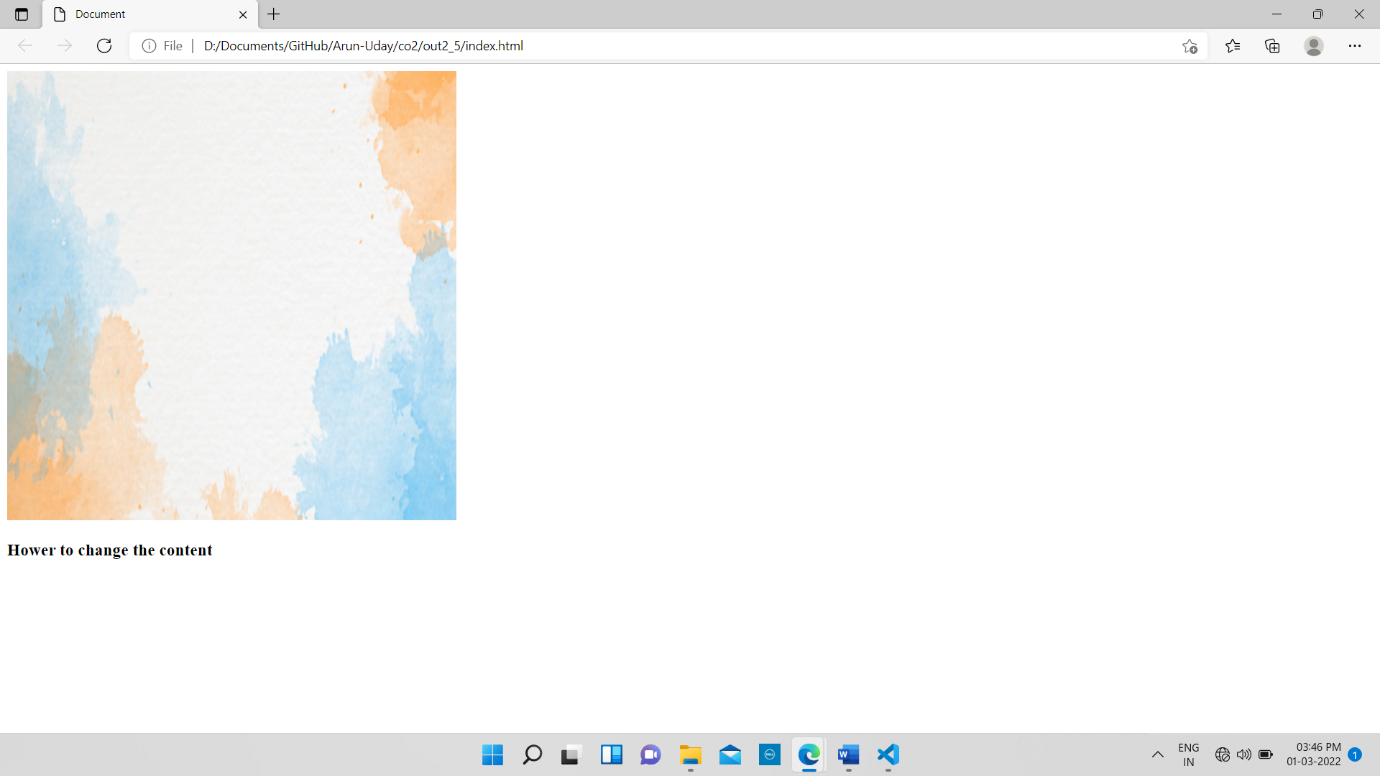 Document
File | D:/Documents/GitHub/Arun-Uday/co2/out2_5/index.html
Hower to change the content
ENG
IN
03:46 PM
01-03-2022
1